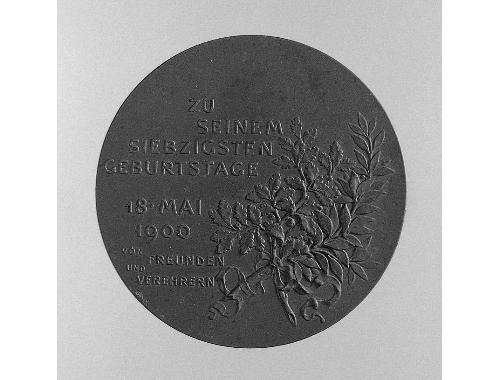 ZU
SEINEM
SIEBZIGSTEN
GEBURTSTAGE
18·MAI
1900
VON
FREUNDEN
UND
VEREHRERN